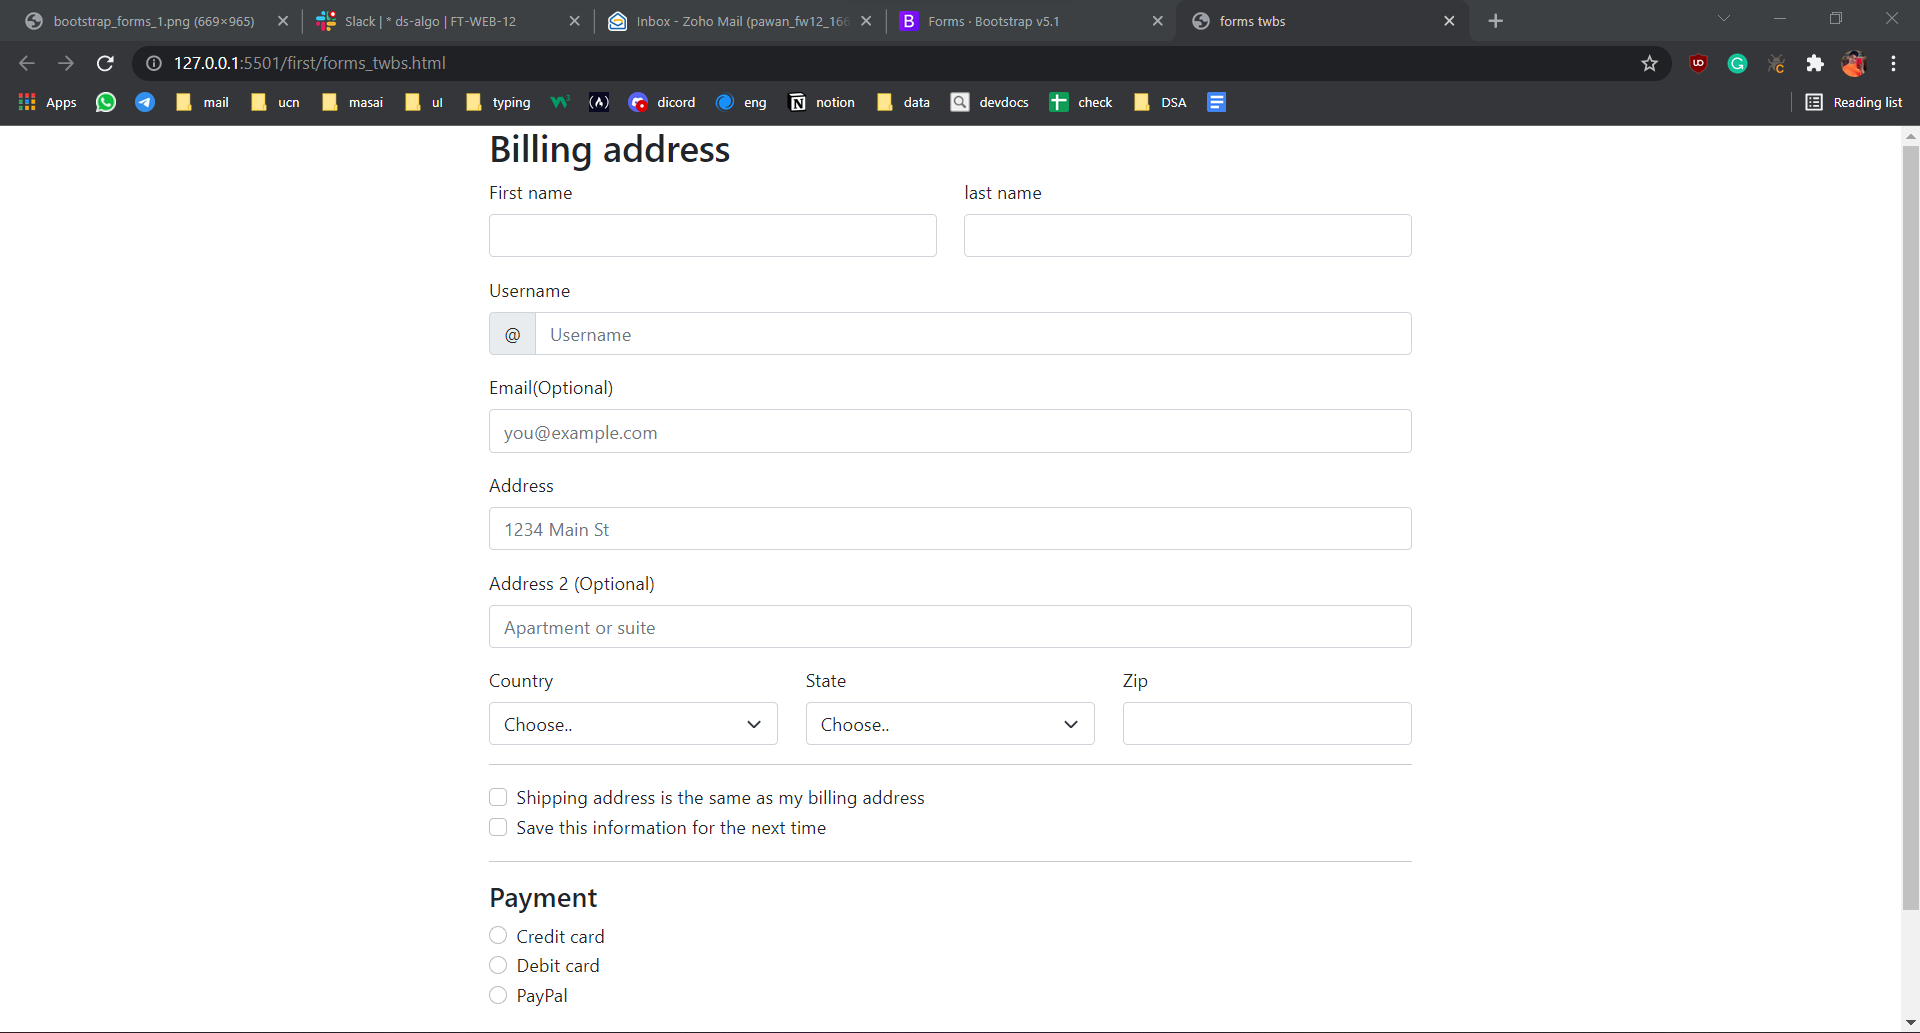 bootstrap_forms_1.png (669×965) Slack | * ds-algo | FT-WEB-12 Inbox - Zoho Mail (pawan_fw12_166 Forms · Bootstrap v5.1 forms twbs
127.0.0.1:5501/first/forms_twbs.html
Apps mail ucn masai ul typing dicord eng notion data devdocs check DSA Reading list
Billing address
First name last name
Username
@ Username
Email(Optional)
you@example.com
Address
1234 Main St
Address 2 (Optional)
Apartment or suite
Country State Zip
Choose.. Choose..
Shipping address is the same as my billing address
Save this information for the next time
Payment
Credit card
Debit card
PayPal